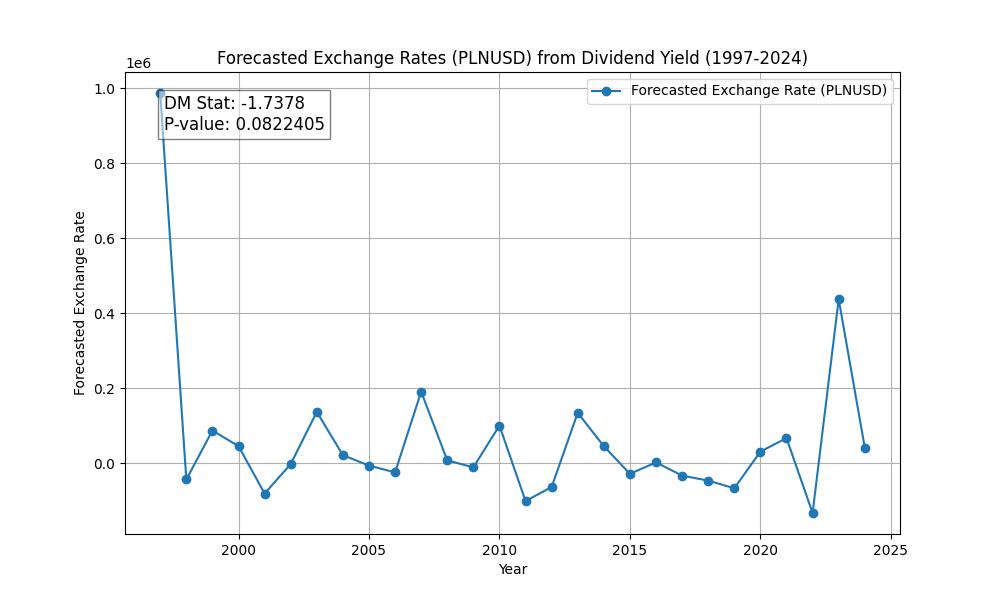 Forecasted Exchange Rates (PLNUSD) from Dividend Yield (1997-2024)
1e6
Forecasted Exchange Rate (PLNUSD)
DM Stat: -1.7378
P-value: 0.0822405
1.0
0.8
0.6
0.4
0.2
0.0
Forecasted Exchange Rate
2000
2005
2010
2015
2020
2025
Year